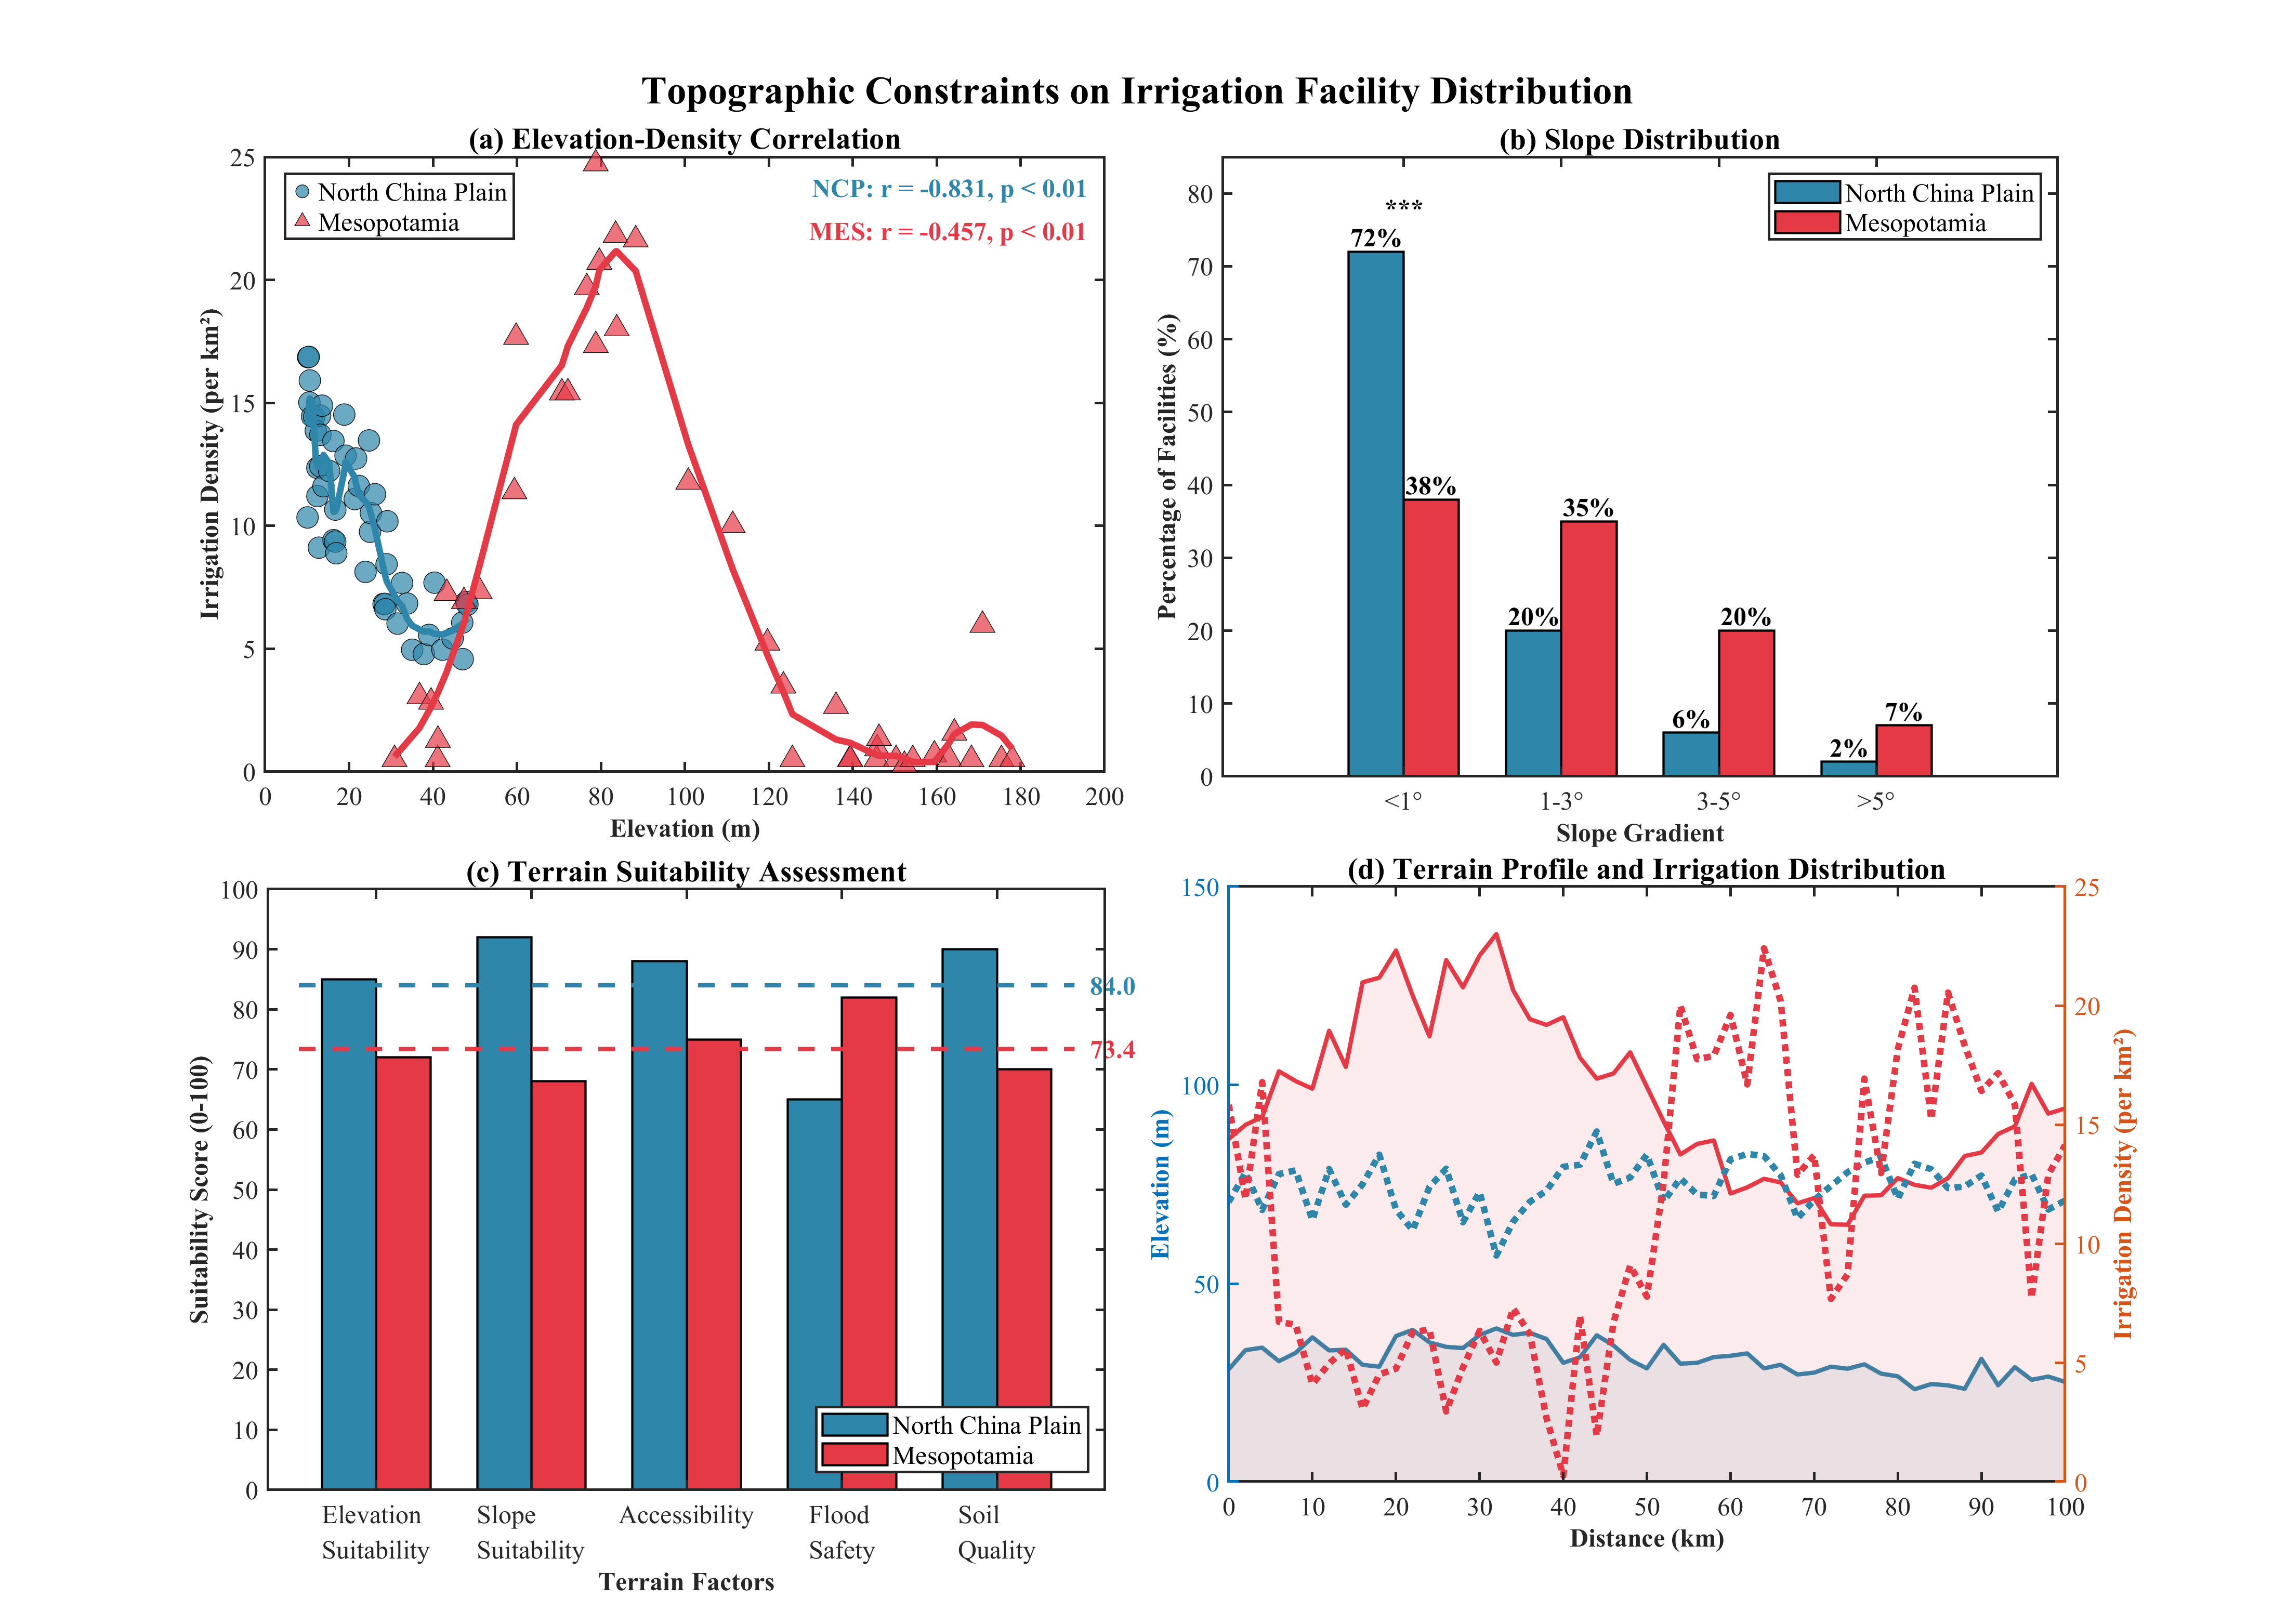 Topographic Constraints on Irrigation Facility Distribution
(a) Elevation-Density Correlation
25
20
15
10
5
0
Irrigation Density (per km²)
North China Plain
Mesopotamia
NCP: r = -0.831, p < 0.01
MES: r = -0.457, p < 0.01
0 20 40 60 80 100 120 140 160 180 200
Elevation (m)
(b) Slope Distribution
80
70
60
50
40
30
20
10
0
Percentage of Facilities (%)
North China Plain
Mesopotamia
***
72%
38%
20%
35%
6%
20%
2%
7%
<1° 1-3° 3-5° >5°
Slope Gradient
(c) Terrain Suitability Assessment
100
90
80
70
60
50
40
30
20
10
0
Suitability Score (0-100)
84.0
73.4
North China Plain
Mesopotamia
Elevation Slope Accessibility Flood Soil
Suitability Suitability Safety Quality
Terrain Factors
(d) Terrain Profile and Irrigation Distribution
150
100
50
0
Elevation (m)
25
20
15
10
5
0
Irrigation Density (per km²)
0 10 20 30 40 50 60 70 80 90 100
Distance (km)